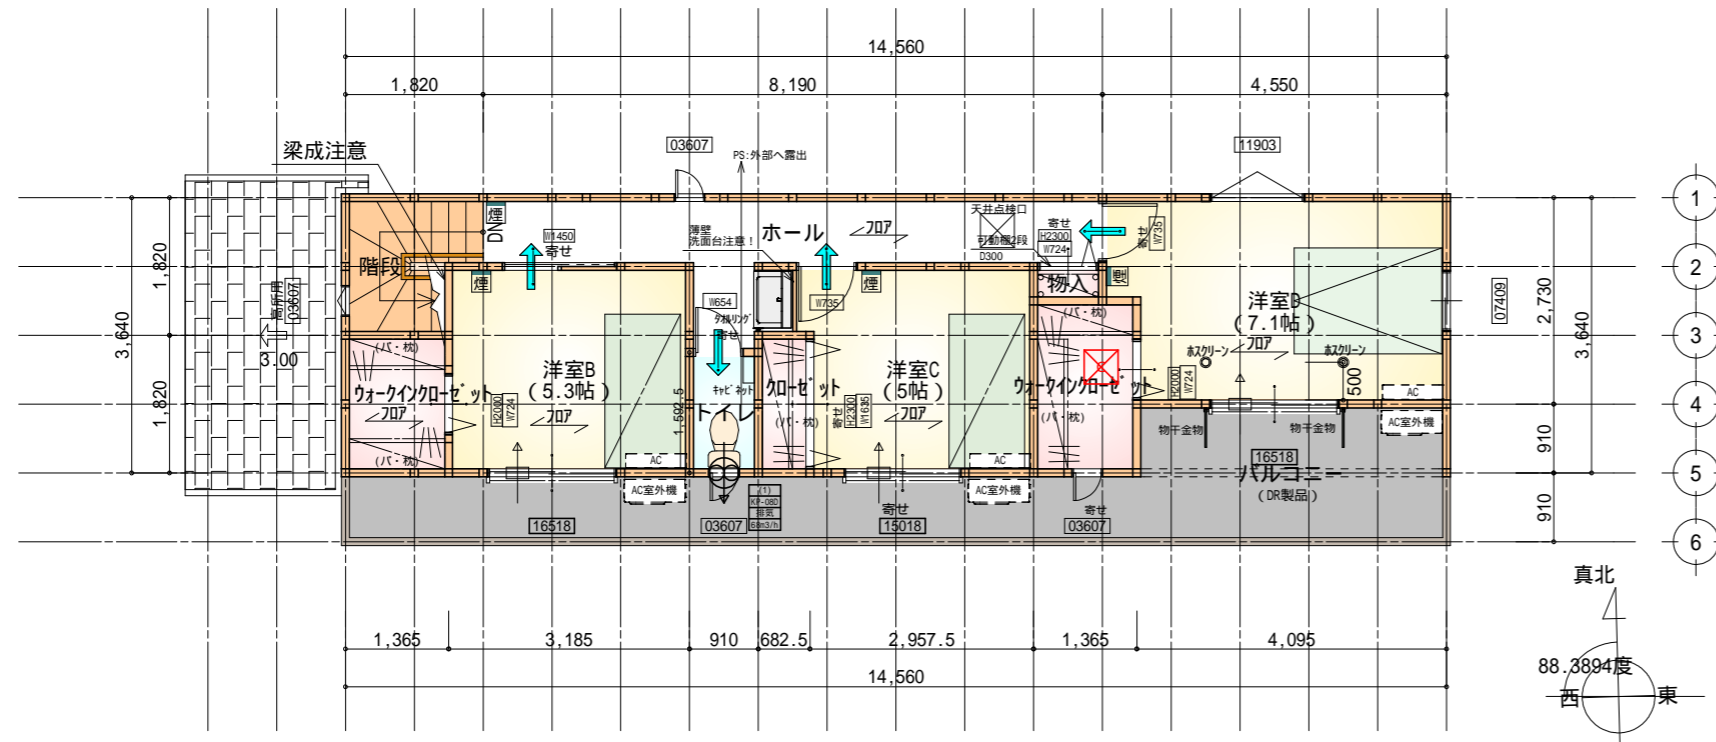 14,560
1,820
8,190
4,550
梁成注意
03607
PS:外部へ露出
11903
煙
DN
W1450
寄せ
薄壁
洗面台注意！
ホール
フロア
天井点検口
可動棚2段
D300
寄せ
H2300
W724
寄せ
W735
1
2
3
4
5
6
階段
煙
W654
タオルリング
寄せ
W735
煙
物入
煙
洋室D
(7.1帖)
フロア
07409
3,640
1,820
1,820
高所用
03607
3.00
(パ・枕)
ウォークインクローゼット
フロア
(パ・枕)
H2000
W724
洋室B
(5.3帖)
フロア
キャビネット
トイレ
1,592.5
クローゼット
(パ・枕)
寄せ
H2300
W1635
洋室C
(5帖)
フロア
(パ・枕)
ウォークインクローゼット
(パ・枕)
H2000
W724
ホスクリーン
ホスクリーン
500
AC
AC室外機
物干金物
物干金物
16518
バルコニー
(DR製品)
AC
AC室外機
AC
AC室外機
(1)
KP-08D
排気
68m3/h
16518
03607
寄せ
15018
寄せ
03607
2,730
3,640
910
910
1,365
3,185
910
682.5
2,957.5
1,365
4,095
14,560
真北
88.3894度
西
東